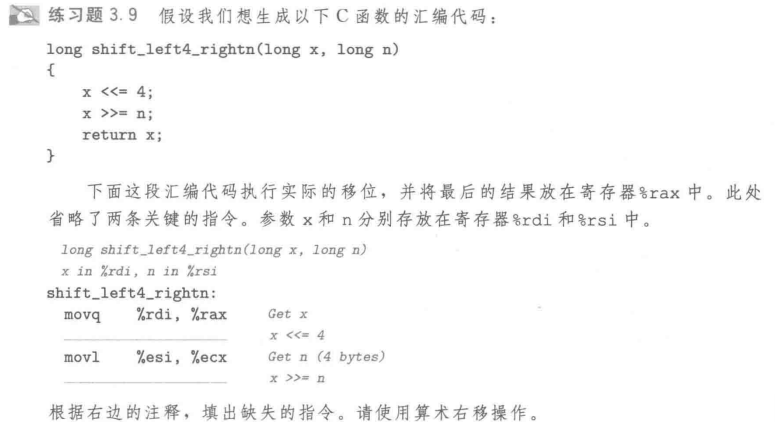 练习题 3.9 假设我们想生成以下 C 函数的汇编代码：
long shift_left4_rightn(long x, long n)
{
    x <<= 4;
    x >>= n;
    return x;
}
下面这段汇编代码执行实际的移位，并将最后的结果放在寄存器%rax 中。此处
省略了两条关键的指令。参数 x 和 n 分别存放在寄存器%rdi 和%rsi 中。
long shift_left4_rightn(long x, long n)
x in %rdi, n in %rsi
shift_left4_rightn:
movq %rdi, %rax Get x
x <<= 4
movl %esi, %ecx Get n (4 bytes)
x >>= n
根据右边的注释，填出缺失的指令。请使用算术右移操作。